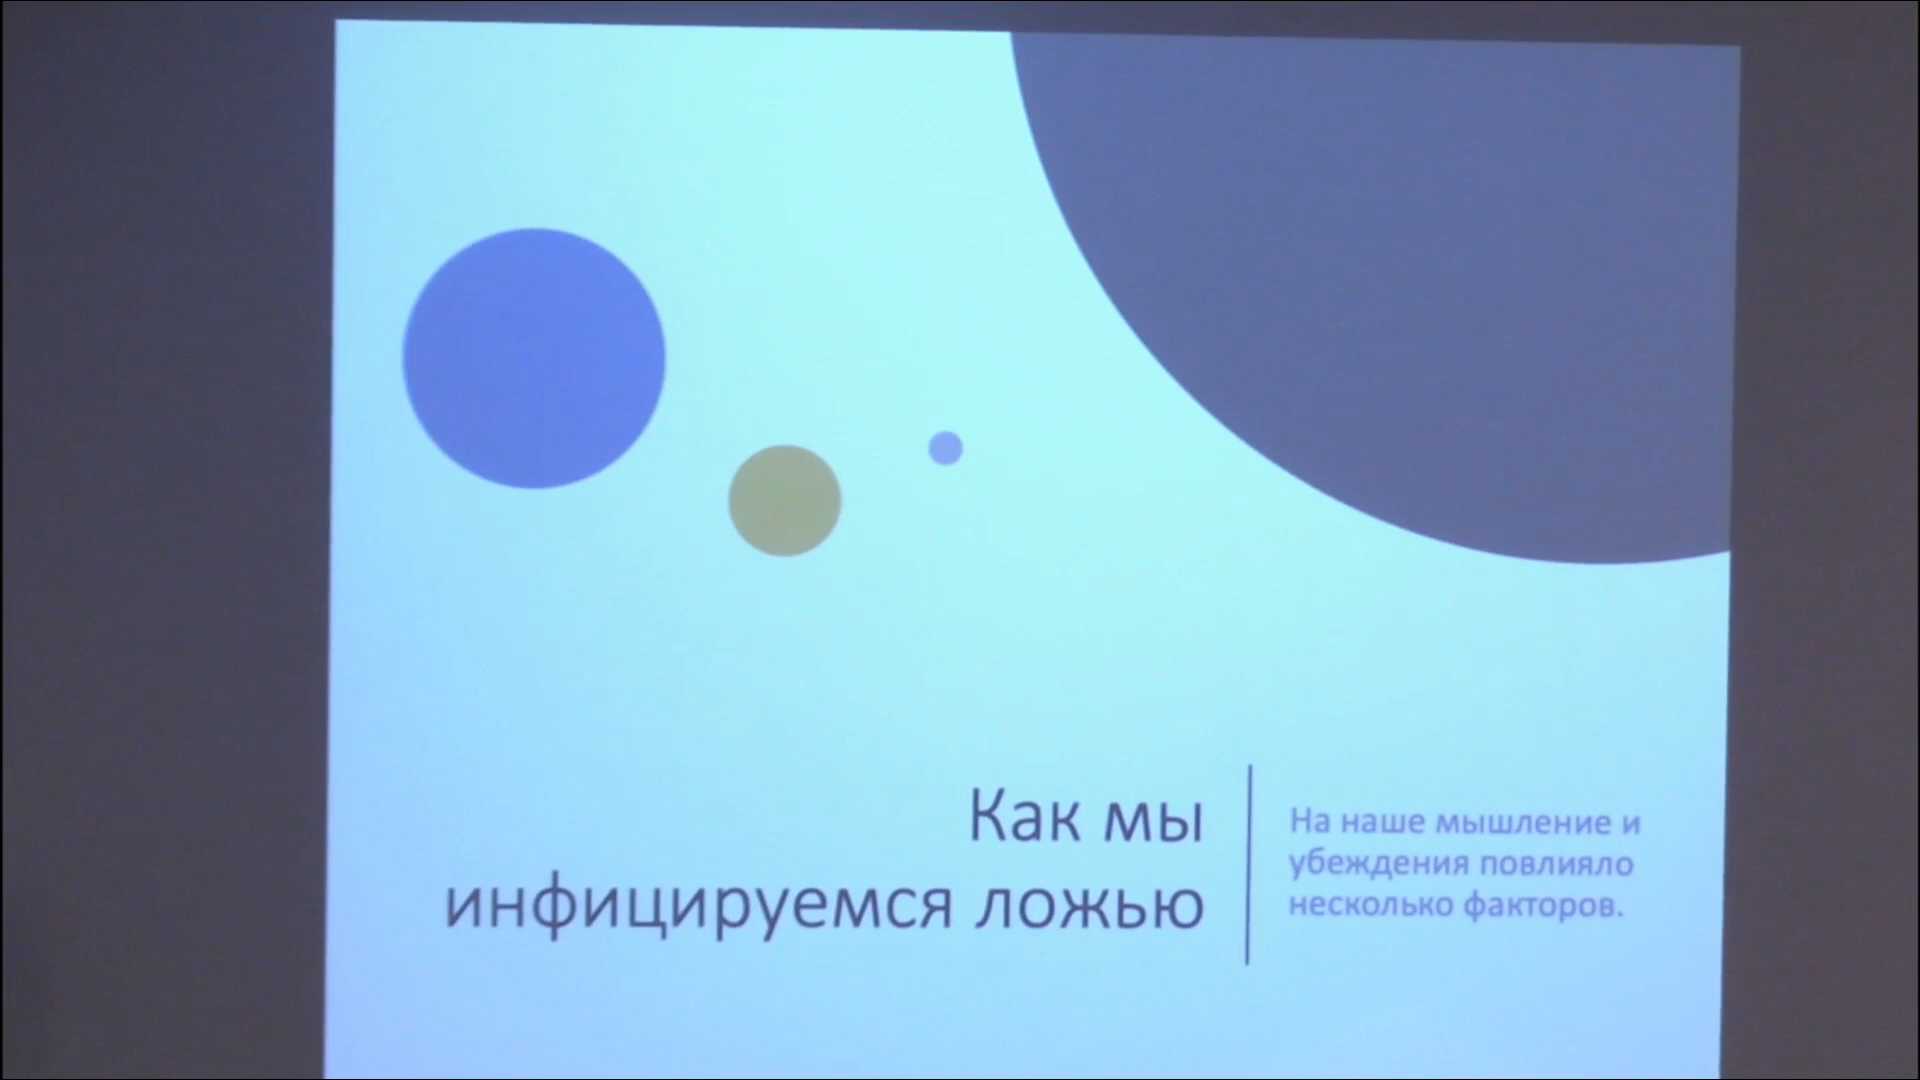 Как мы
инфицируемся ложью
На наше мышление и
убеждения повлияло
несколько факторов.